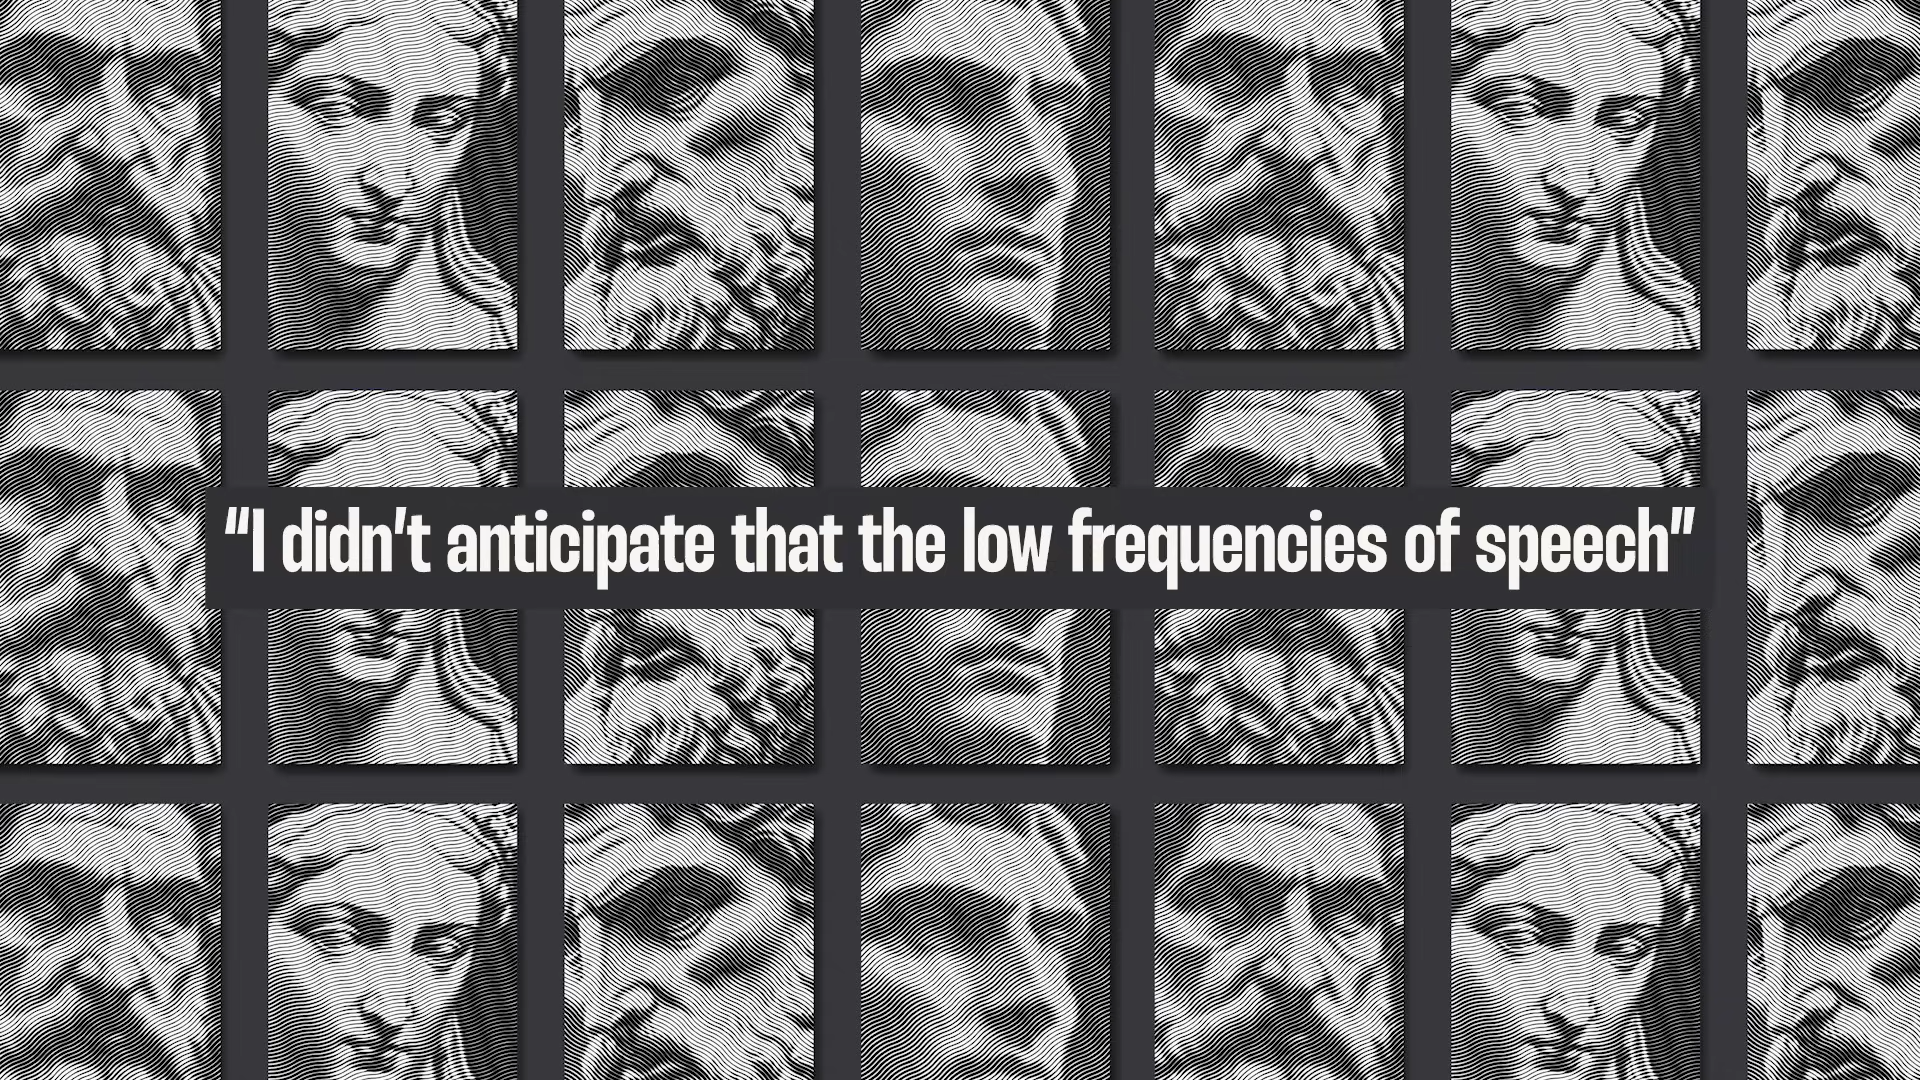 “I didn’t anticipate that the low frequencies of speech”